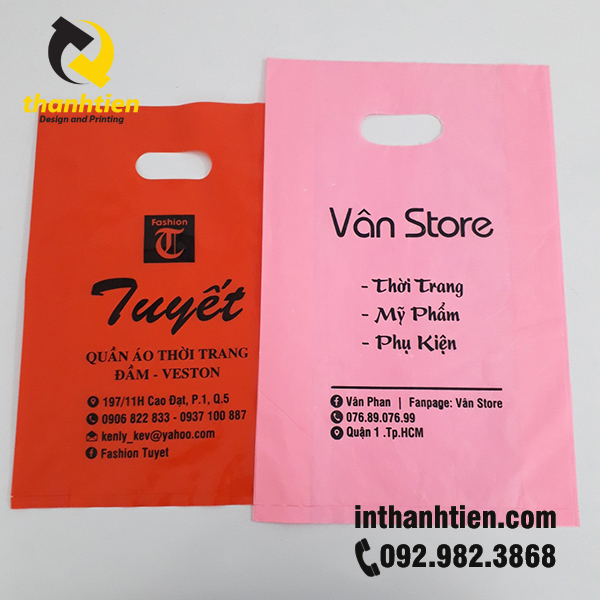 thanhtien
Design and Printing
Fashion
T
Tuyết
QUẦN ÁO THỜI TRANG
ĐẦM - VESTON
197/11H Cao Đạt, P.1, Q.5
0906 822 833 - 0937 100 887
kenly_kev@yahoo.com
Fashion Tuyet
Vân Store
- Thời Trang
- Mỹ Phẩm
- Phụ Kiện
Vân Phan | Fanpage: Vân Store
076.89.076.99
Quận 1 .Tp.HCM
inthanhtien.com
092.982.3868